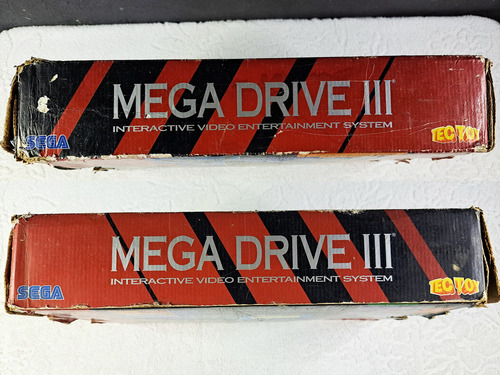 MEGA DRIVE III
INTERACTIVE VIDEO ENTERTAINMENT SYSTEM
SEGA
TEC TOY
MEGA DRIVE III
INTERACTIVE VIDEO ENTERTAINMENT SYSTEM
SEGA
TEC TOY